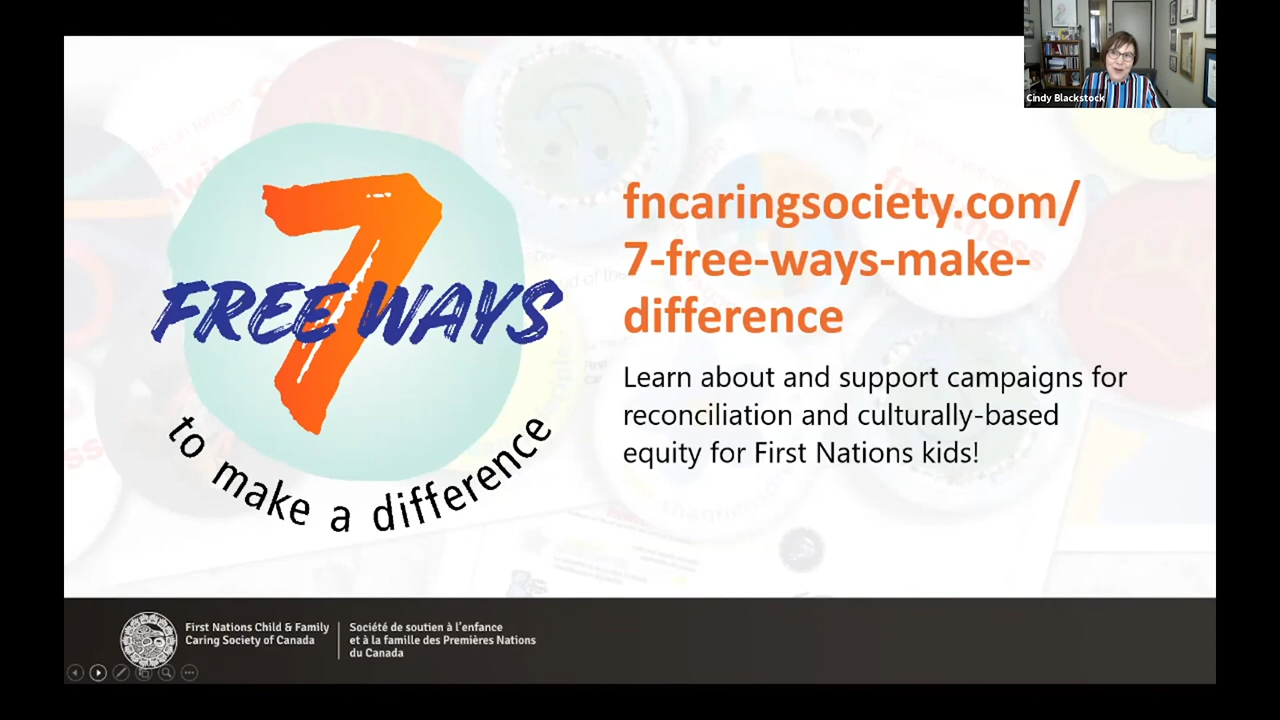 Cindy Blackstock
7
FREE WAYS
to make a difference
fncaringsociety.com/
7-free-ways-make-
difference
Learn about and support campaigns for
reconciliation and culturally-based
equity for First Nations kids!
First Nations Child & Family
Caring Society of Canada
Société de soutien à l'enfance
et à la famille des Premières Nations
du Canada